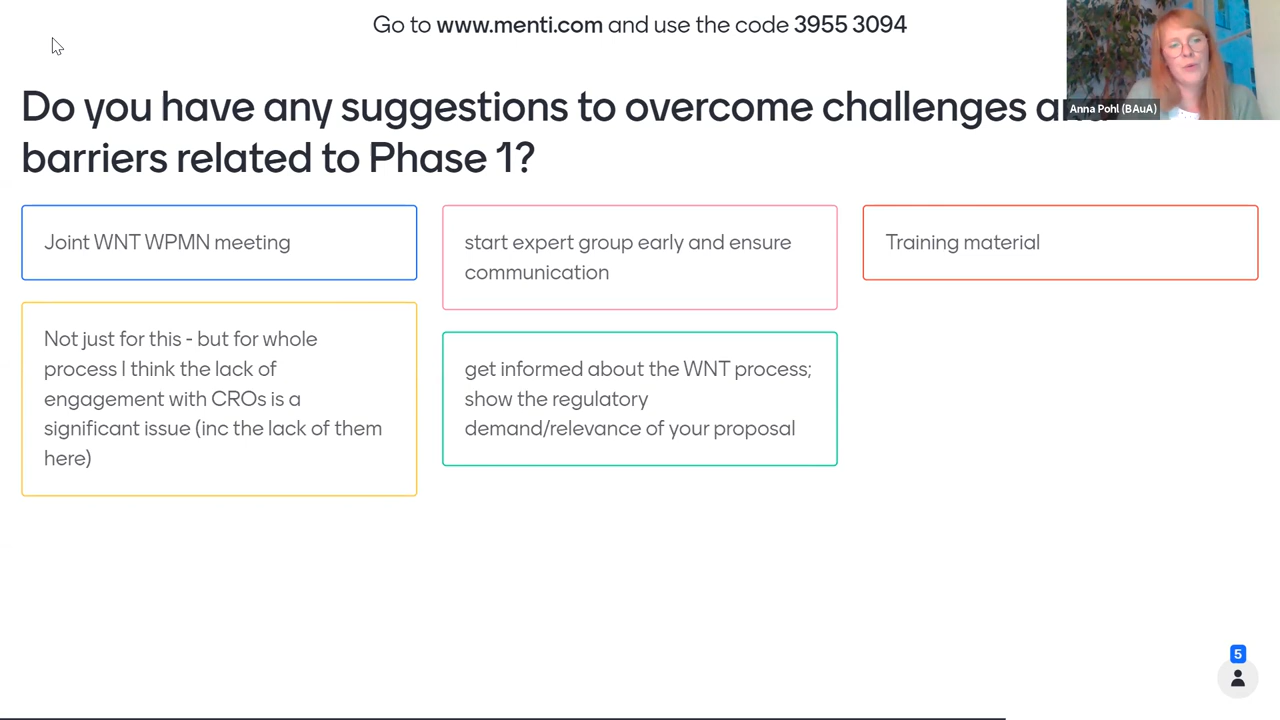 Go to www.menti.com and use the code 3955 3094
Do you have any suggestions to overcome challenges
barriers related to Phase 1?
Anna Pohl (BAuA)
Joint WNT WPMN meeting
start expert group early and ensure
communication
Training material
Not just for this - but for whole
process I think the lack of
engagement with CROs is a
significant issue (inc the lack of them
here)
get informed about the WNT process;
show the regulatory
demand/relevance of your proposal
5